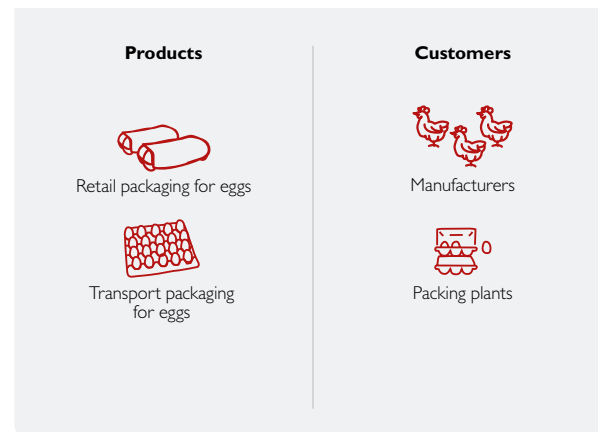 Products
Retail packaging for eggs
Transport packaging
for eggs
Customers
Manufacturers
Packing plants